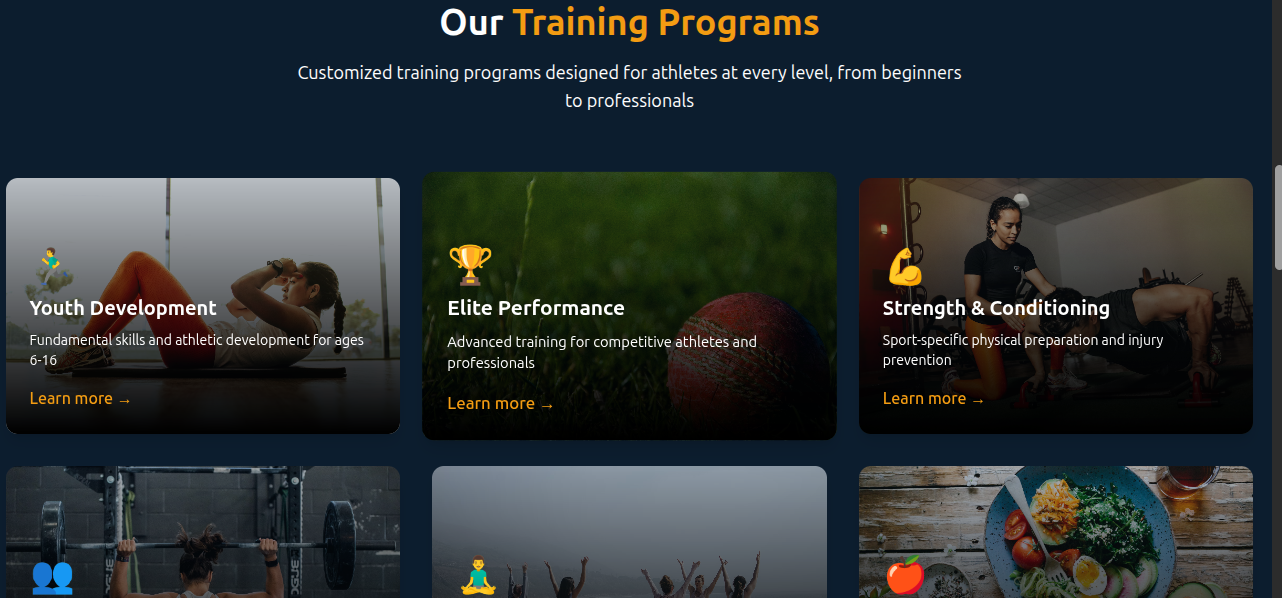 Our Training Programs
Customized training programs designed for athletes at every level, from beginners
to professionals
Youth Development
Fundamental skills and athletic development for ages
6-16
Learn more →
Elite Performance
Advanced training for competitive athletes and
professionals
Learn more →
Strength & Conditioning
Sport-specific physical preparation and injury
prevention
Learn more →